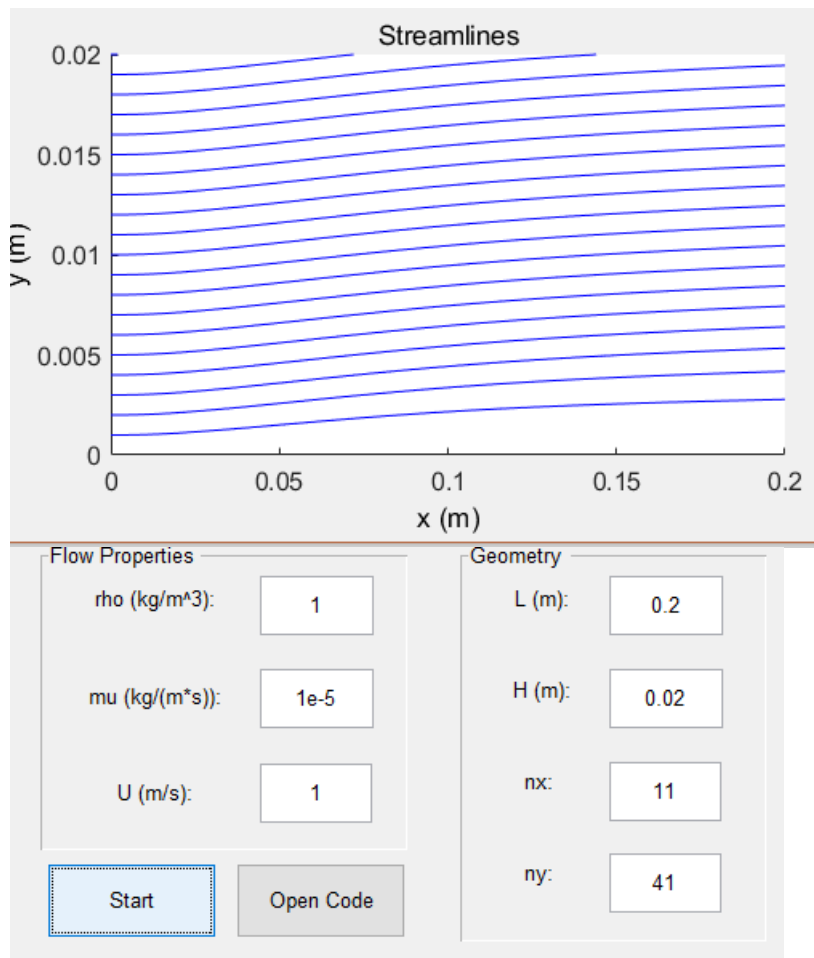 Streamlines
0.02
0.015
0.01
0.005
0
y (m)
0 0.05 0.1 0.15 0.2
x (m)
Flow Properties
rho (kg/m^3): 1
mu (kg/(m*s)): 1e-5
U (m/s): 1
Start Open Code
Geometry
L (m): 0.2
H (m): 0.02
nx: 11
ny: 41